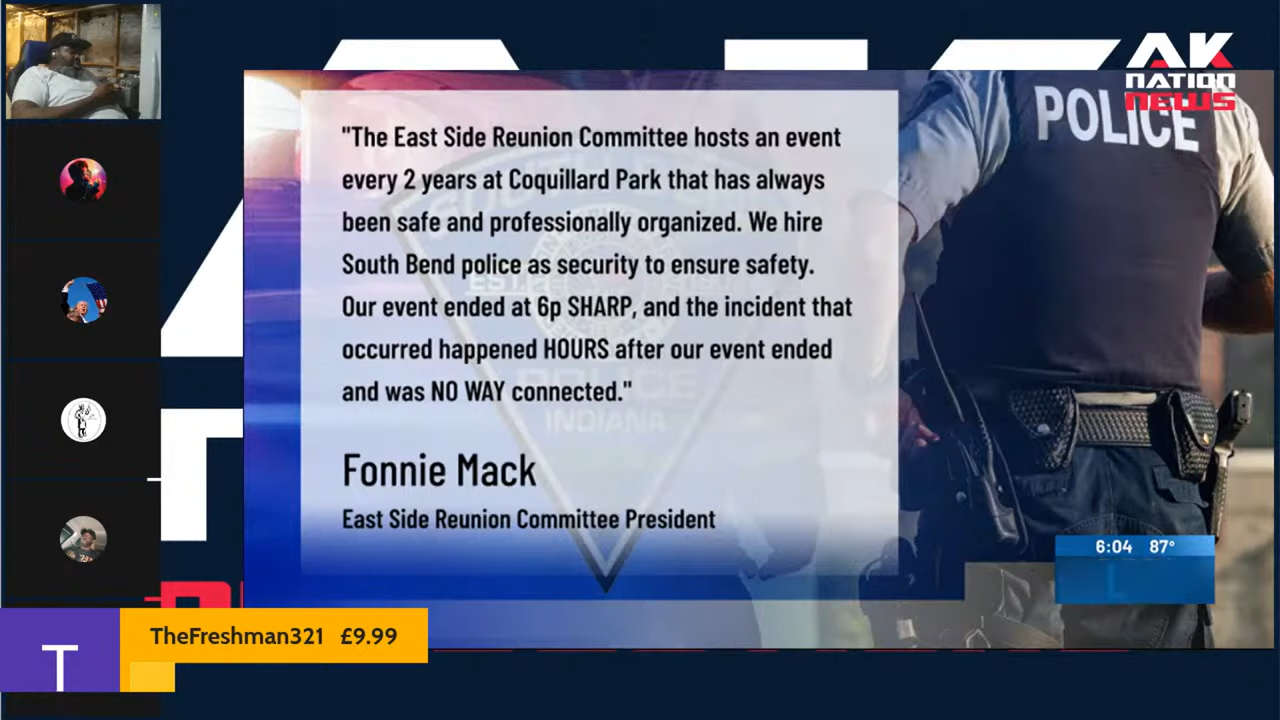 AK
NATION
NEWS
POLICE
"The East Side Reunion Committee hosts an event
every 2 years at Coquillard Park that has always
been safe and professionally organized. We hire
South Bend police as security to ensure safety.
Our event ended at 6p SHARP, and the incident that
occurred happened HOURS after our event ended
and was NO WAY connected."
EST.
POLICE
INDIANA
Fonnie Mack
East Side Reunion Committee President
6:04 87°
T
TheFreshman321 £9.99